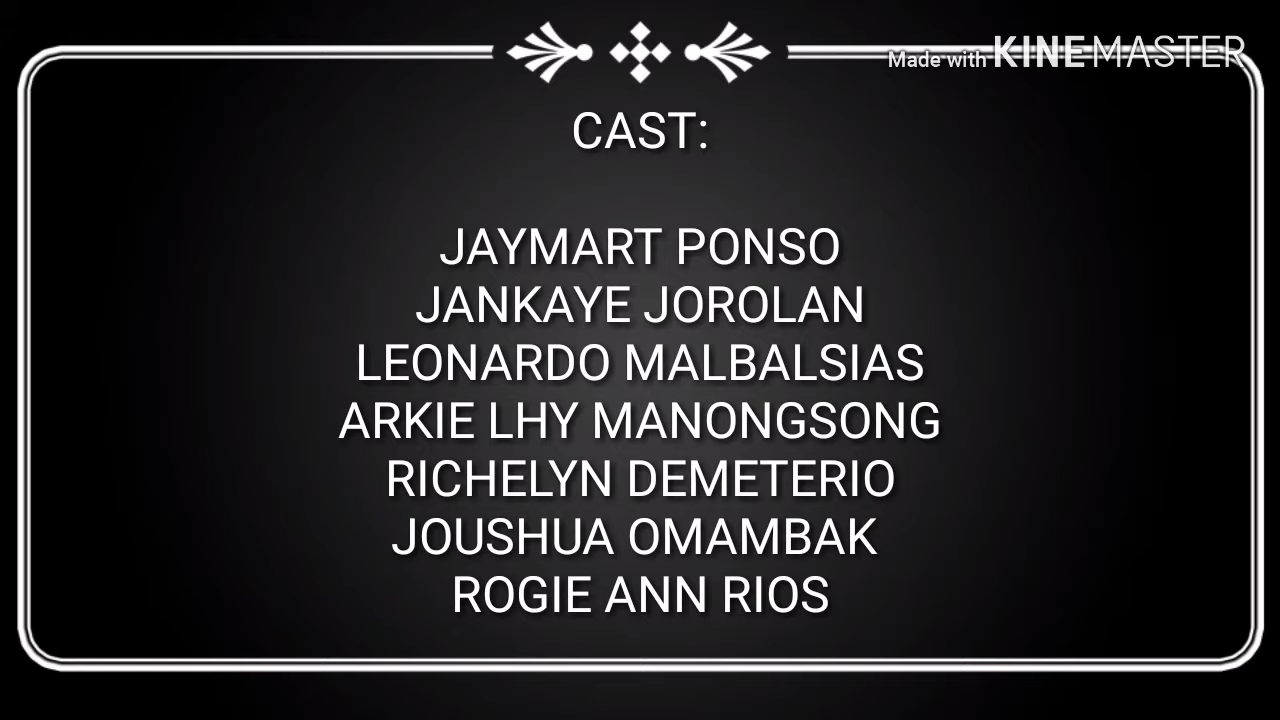 Made with KINEMASTER
CAST:
JAYMART PONSO
JANKAYE JOROLAN
LEONARDO MALBALSIAS
ARKIE LHY MANONGSONG
RICHELYN DEMETERIO
JOUSHUA OMAMBAK
ROGIE ANN RIOS